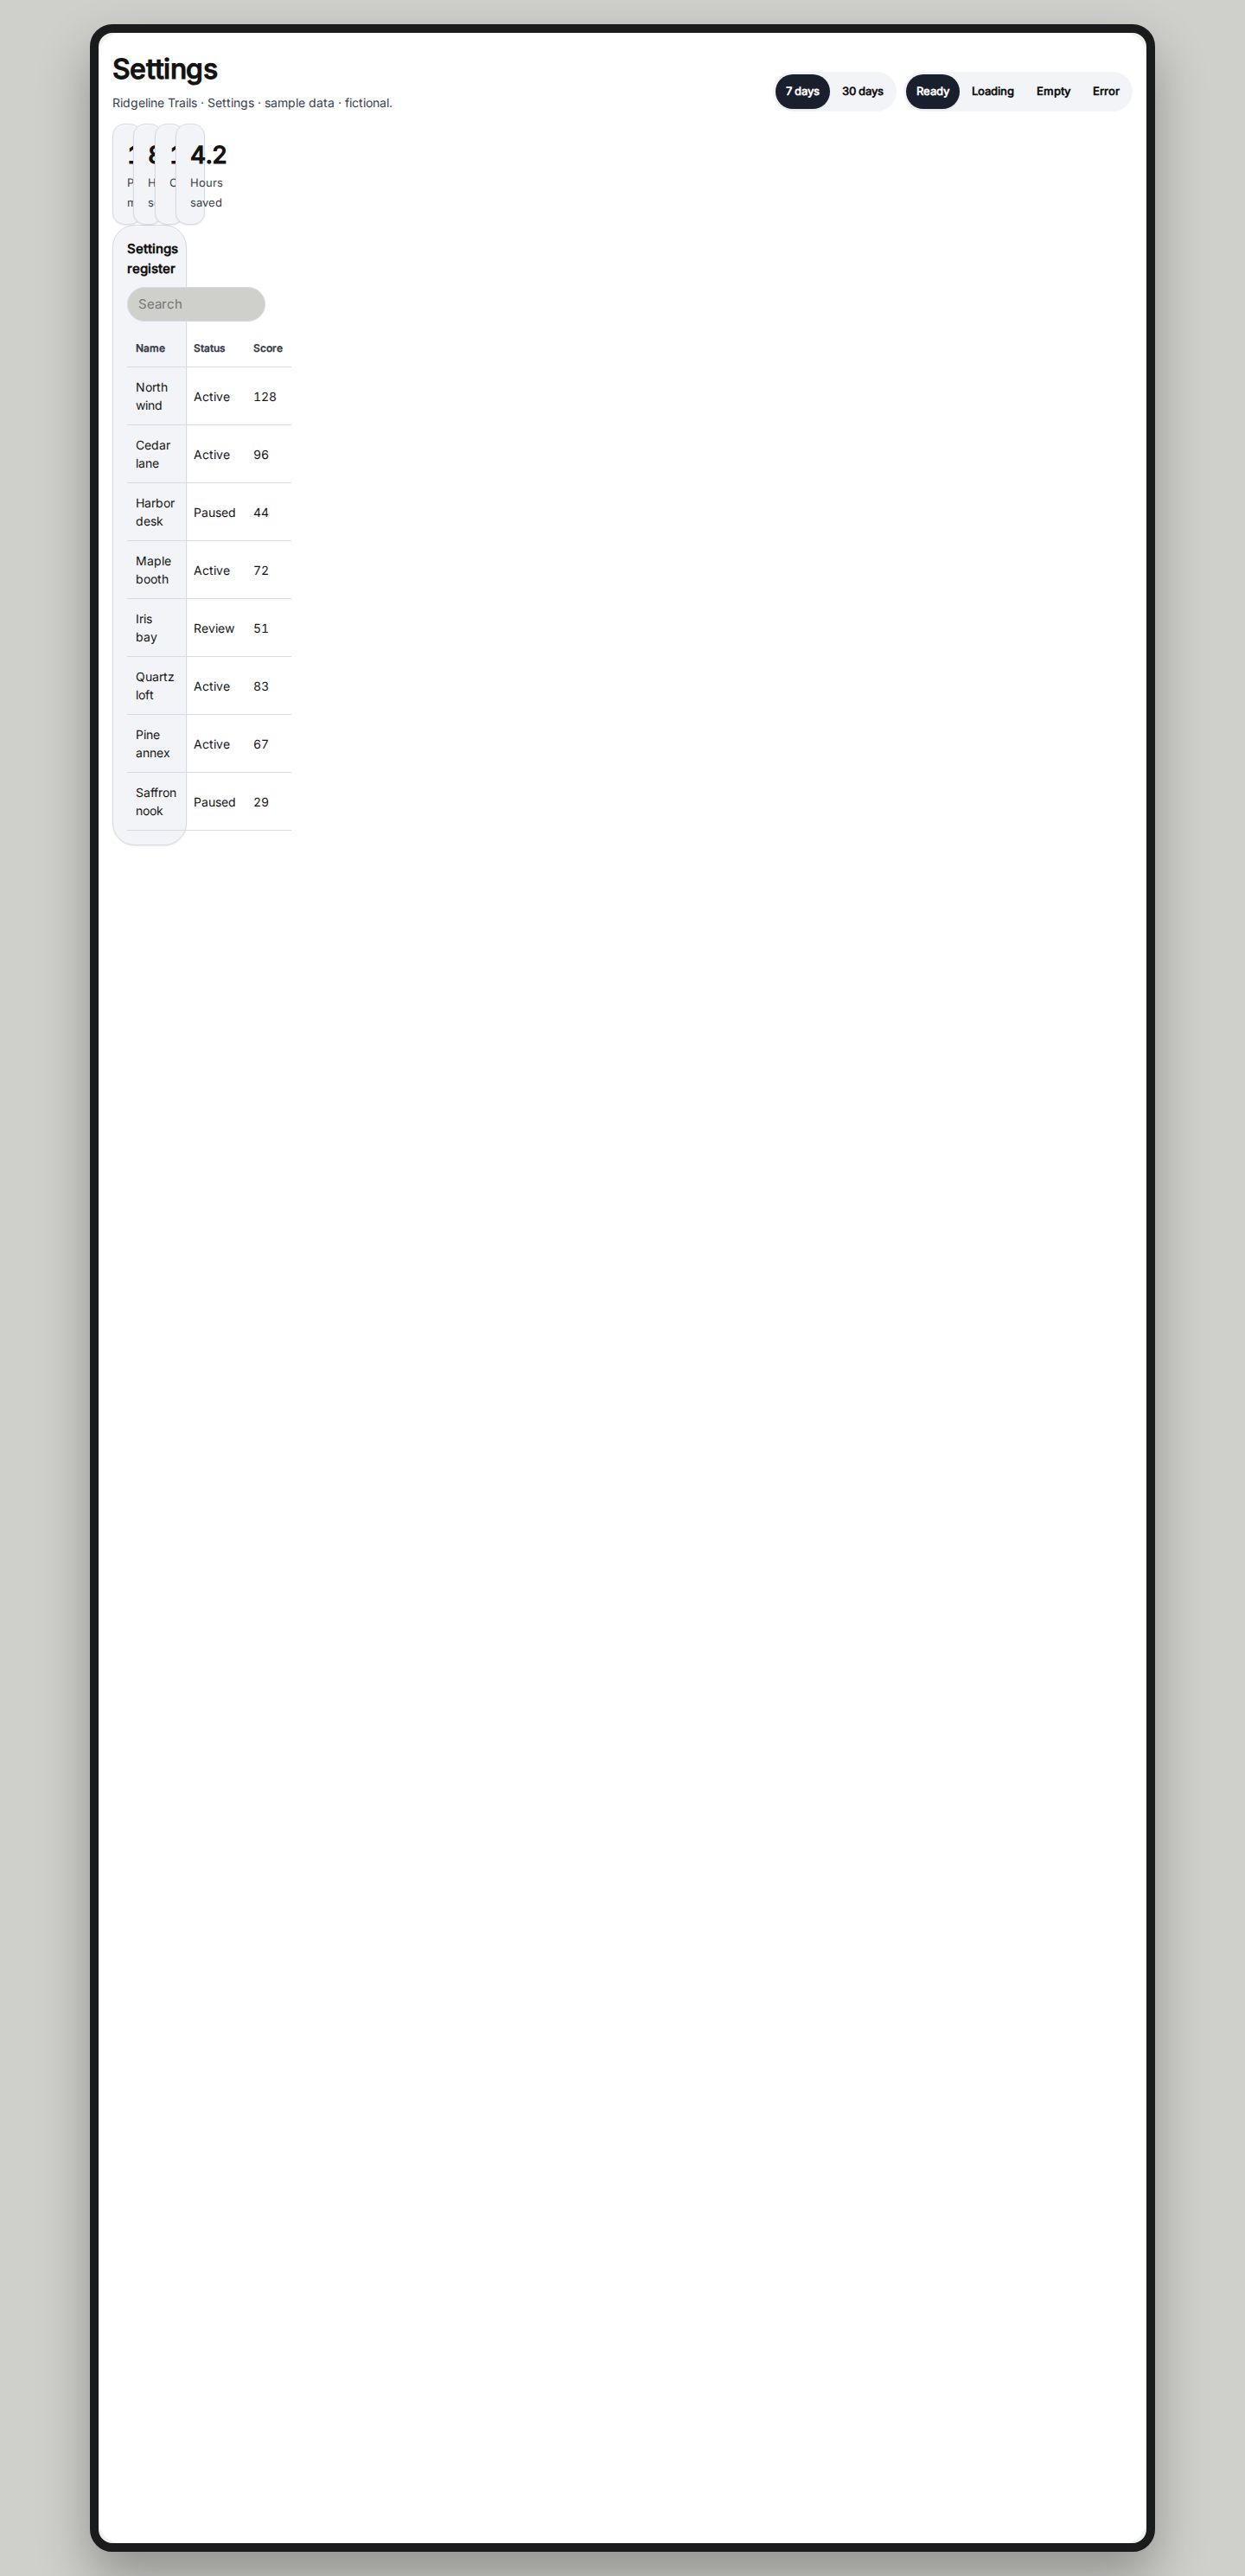 Settings
Ridgeline Trails · Settings · sample data · fictional.
7 days 30 days Ready Loading Empty Error
4.2
Hours
saved
Settings
register
Search
Name Status Score
North wind Active 128
Cedar lane Active 96
Harbor desk Paused 44
Maple booth Active 72
Iris bay Review 51
Quartz loft Active 83
Pine annex Active 67
Saffron nook Paused 29